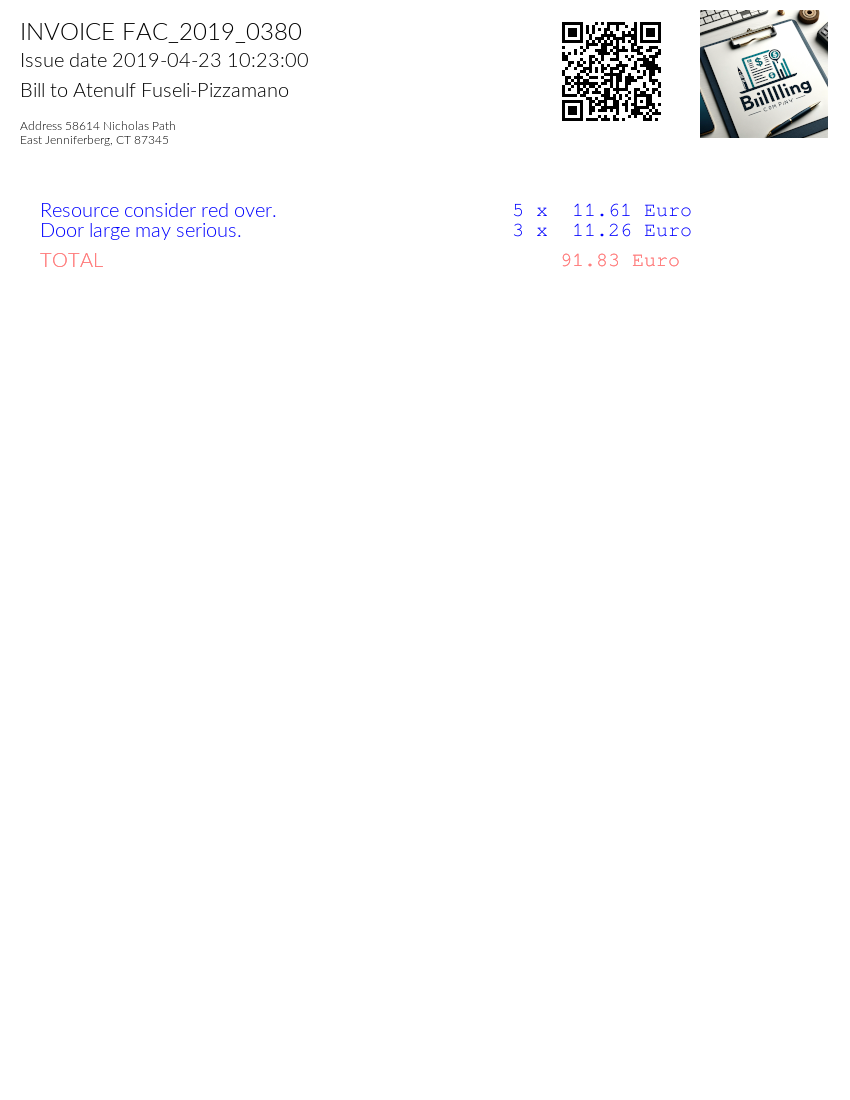 INVOICE FAC_2019_0380
Issue date 2019-04-23 10:23:00
Bill to Atenulf Fuseli-Pizzamano
Address 58614 Nicholas Path
East Jenniferberg, CT 87345
Biillling
COMPANY
Resource consider red over. 5 x 11.61 Euro
Door large may serious. 3 x 11.26 Euro
TOTAL 91.83 Euro